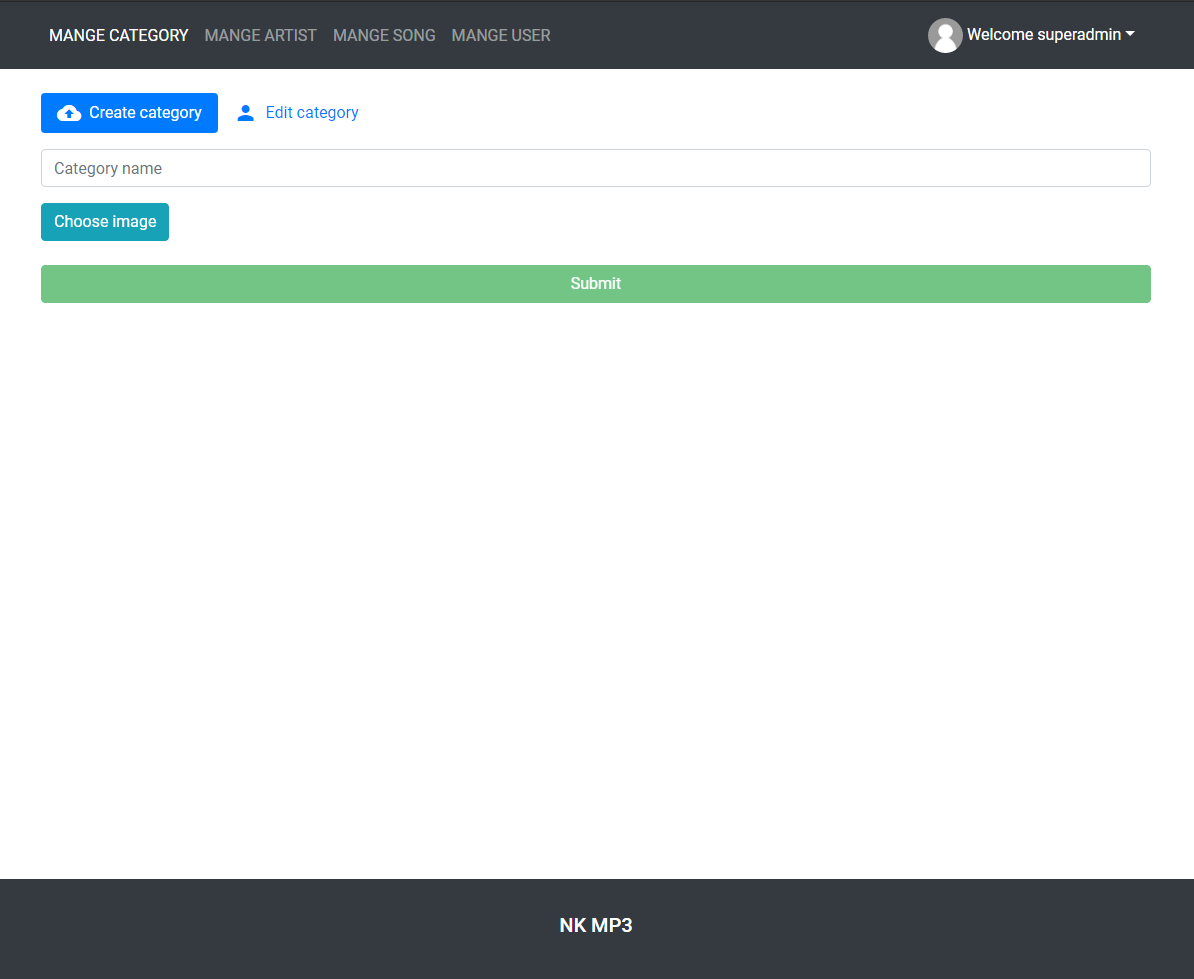 MANGE CATEGORY MANGE ARTIST MANGE SONG MANGE USER Welcome superadmin
Create category Edit category
Category name
Choose image
Submit
NK MP3